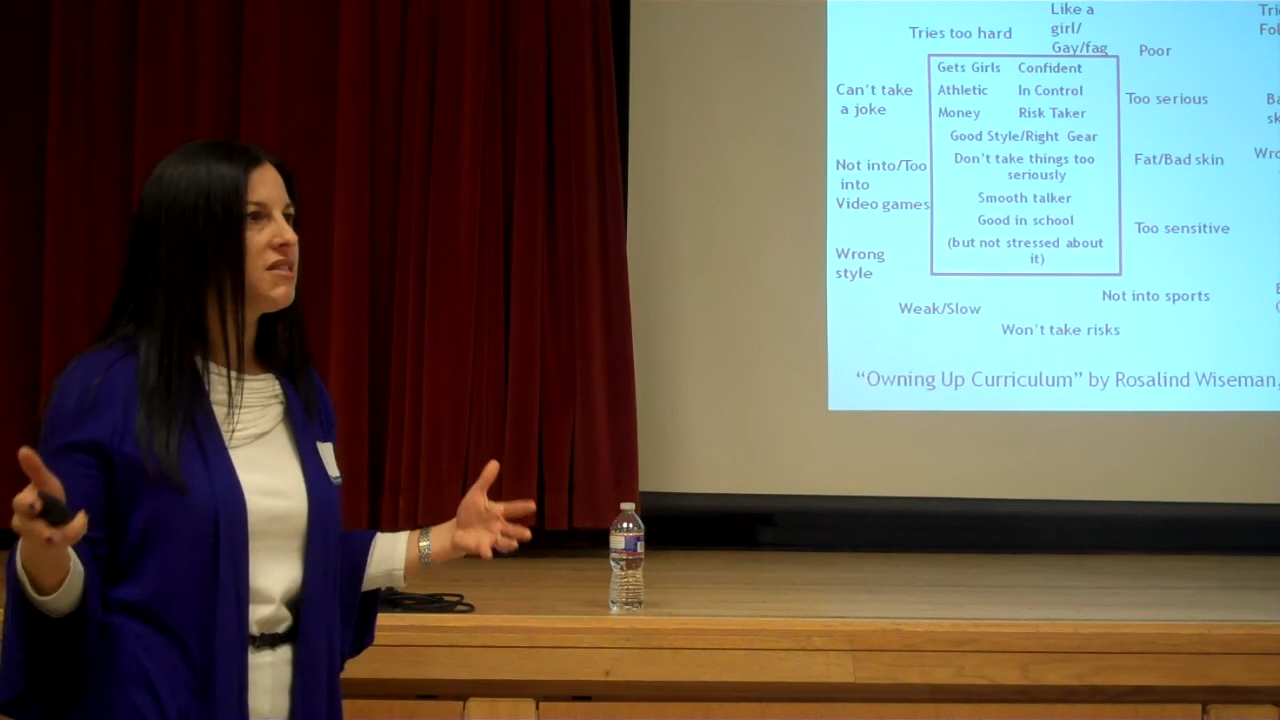 Like a
girl/
Gay/fag
Tries too hard
Poor
Can't take
a joke
Gets Girls Confident
Athletic In Control
Money Risk Taker
Good Style/Right Gear
Don't take things too
seriously
Smooth talker
Good in school
(but not stressed about
it)
Too serious
Not into/Too
into
Video games
Fat/Bad skin
Too sensitive
Wrong
style
Not into sports
Weak/Slow
Won't take risks
“Owning Up Curriculum” by Rosalind Wiseman,